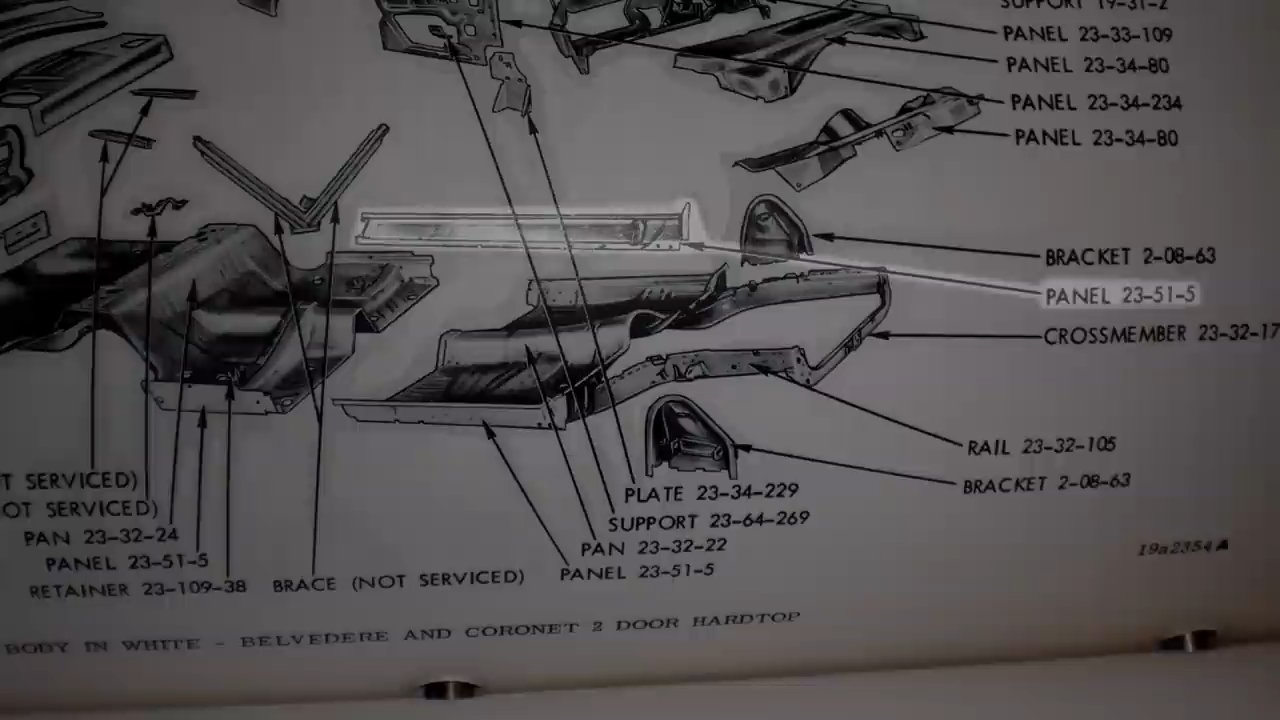 SUPPORT 19-31-2
PANEL 23-33-109
PANEL 23-34-80
PANEL 23-34-234
PANEL 23-34-80
BRACKET 2-08-63
PANEL 23-51-5
CROSSMEMBER 23-32-17
RAIL 23-32-105
BRACKET 2-08-63
PLATE 23-34-229
SUPPORT 23-64-269
PAN 23-32-22
PANEL 23-51-5
T SERVICED)
OT SERVICED)
PAN 23-32-24
PANEL 23-51-5
RETAINER 23-109-38
BRACE (NOT SERVICED)
19a2354A
BODY IN WHITE - BELVEDERE AND CORONET 2 DOOR HARDTOP